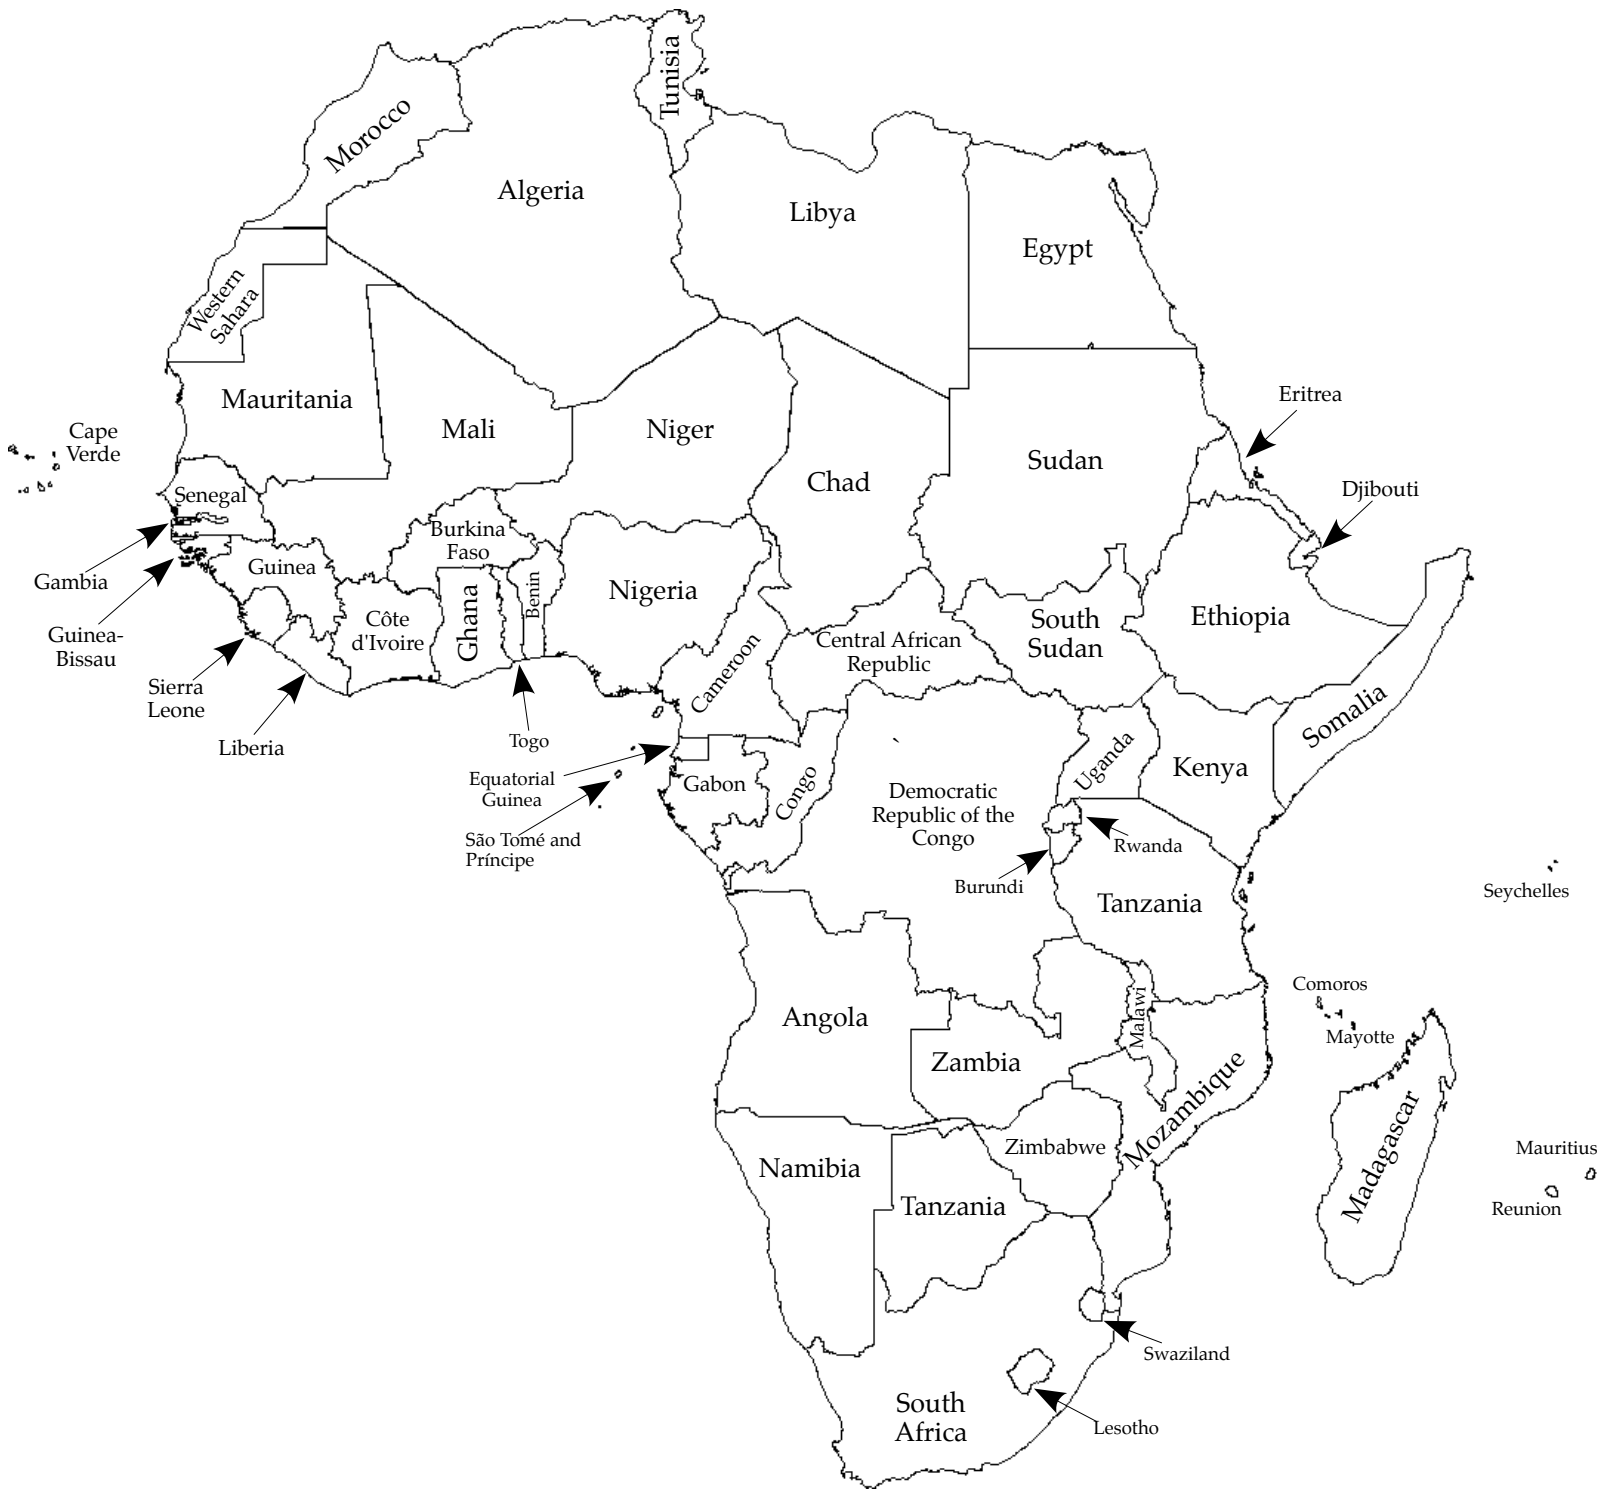 Tunisia
Morocco
Algeria
Libya
Egypt
Western
Sahara
Mauritania
Mali
Niger
Chad
Sudan
Eritrea
Cape
Verde
Senegal
Djibouti
Burkina
Faso
Gambia
Guinea
Nigeria
Benin
Ghana
Côte
d'Ivoire
Ethiopia
South
Sudan
Central African
Republic
Guinea-
Bissau
Sierra
Leone
Liberia
Togo
Cameroon
Somalia
Equatorial
Guinea
Gabon
Congo
Uganda
Kenya
Democratic
Republic of the
Congo
São Tomé and
Príncipe
Rwanda
Burundi
Seychelles
Tanzania
Comoros
Mayotte
Malawi
Angola
Zambia
Mozambique
Madagascar
Zimbabwe
Mauritius
Namibia
Tanzania
Reunion
Swaziland
South
Africa
Lesotho